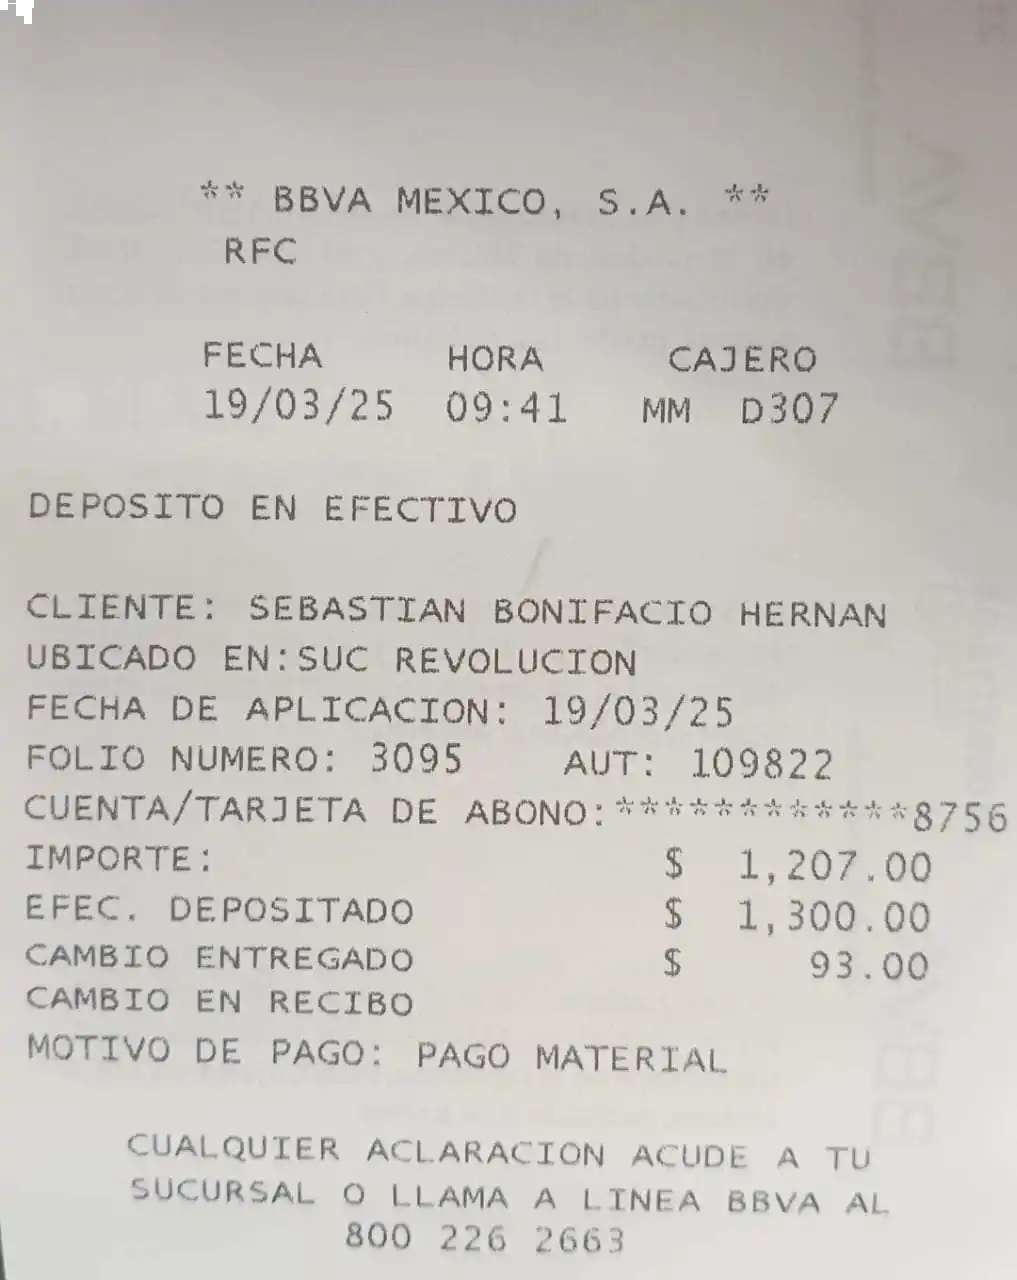 ** BBVA MEXICO, S.A. **
RFC
FECHA HORA CAJERO
19/03/25 09:41 MM D307
DEPOSITO EN EFECTIVO
CLIENTE: SEBASTIAN BONIFACIO HERNAN
UBICADO EN:SUC REVOLUCION
FECHA DE APLICACION: 19/03/25
FOLIO NUMERO: 3095 AUT: 109822
CUENTA/TARJETA DE ABONO:************8756
IMPORTE: $ 1,207.00
EFEC. DEPOSITADO $ 1,300.00
CAMBIO ENTREGADO $ 93.00
CAMBIO EN RECIBO
MOTIVO DE PAGO: PAGO MATERIAL
CUALQUIER ACLARACION ACUDE A TU
SUCURSAL O LLAMA A LINEA BBVA AL
800 226 2663